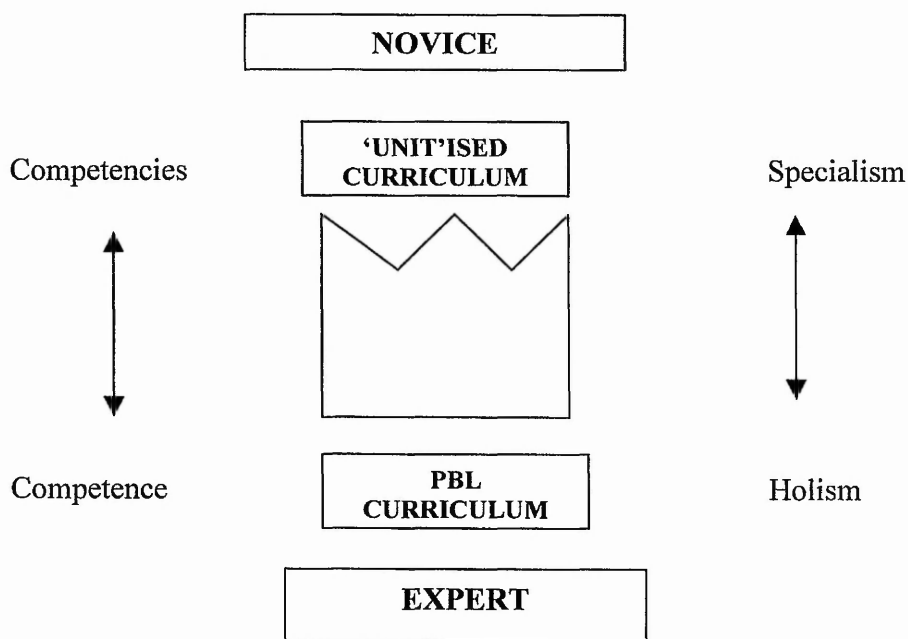 NOVICE
‘UNIT’ISED
CURRICULUM
Competencies
Specialism
Competence
PBL
CURRICULUM
Holism
EXPERT